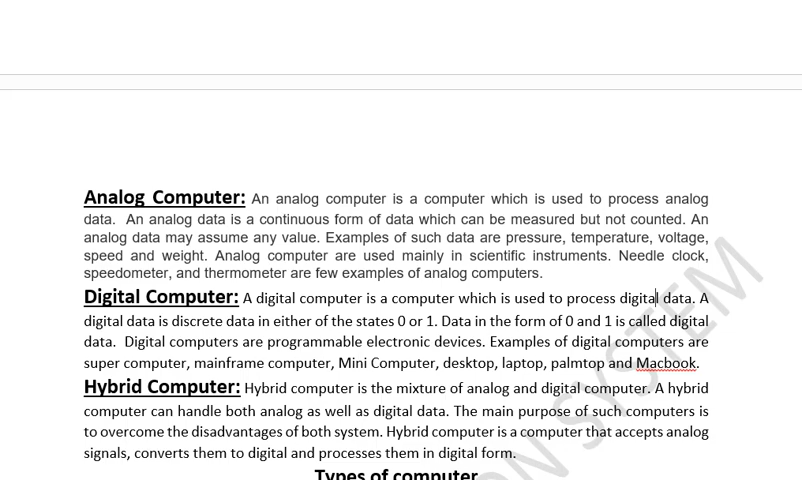 Analog Computer: An analog computer is a computer which is used to process analog
data.  An analog data is a continuous form of data which can be measured but not counted. An
analog data may assume any value. Examples of such data are pressure, temperature, voltage,
speed and weight. Analog computer are used mainly in scientific instruments. Needle clock,
speedometer, and thermometer are few examples of analog computers.
Digital Computer: A digital computer is a computer which is used to process digital data. A
digital data is discrete data in either of the states 0 or 1. Data in the form of 0 and 1 is called digital
data.  Digital computers are programmable electronic devices. Examples of digital computers are
super computer, mainframe computer, Mini Computer, desktop, laptop, palmtop and Macbook.
Hybrid Computer: Hybrid computer is the mixture of analog and digital computer. A hybrid
computer can handle both analog as well as digital data. The main purpose of such computers is
to overcome the disadvantages of both system. Hybrid computer is a computer that accepts analog
signals, converts them to digital and processes them in digital form.
Types of computer
ON SYSTEM